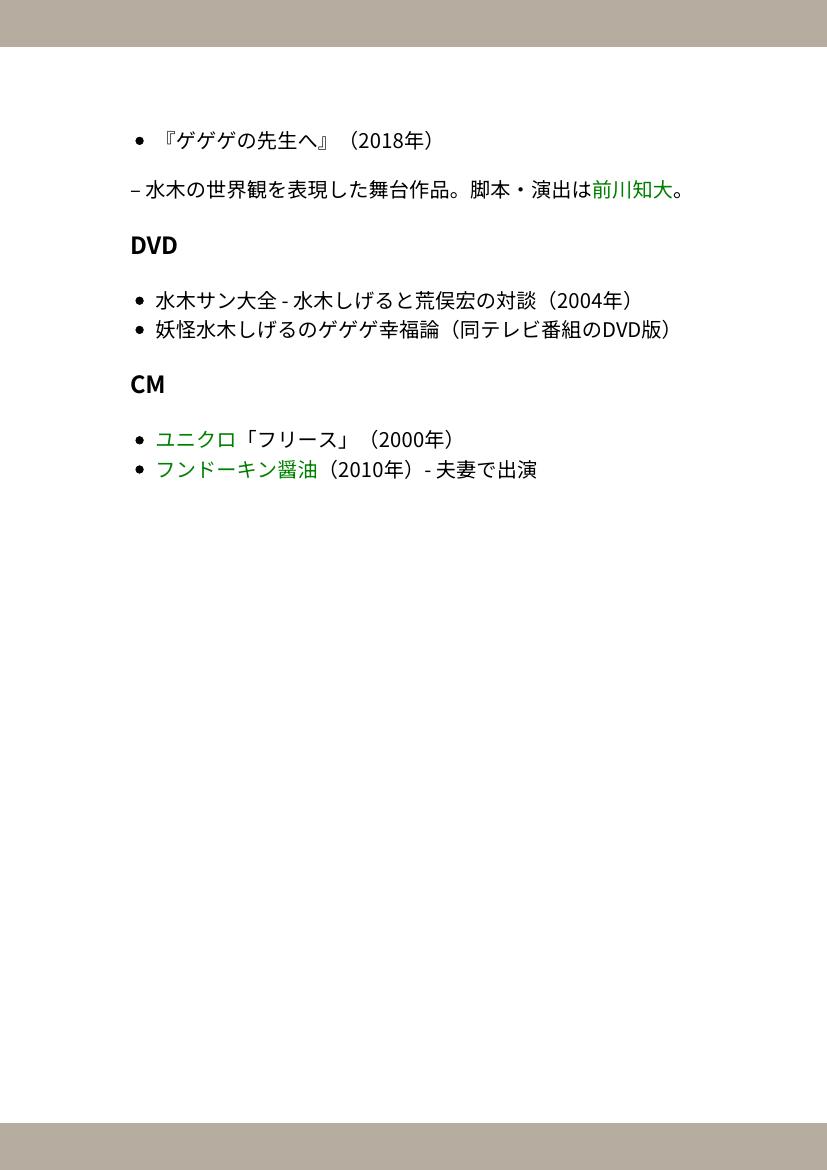 • 『ゲゲゲの先生へ』（2018年）
– 水木の世界観を表現した舞台作品。脚本・演出は前川知大。
DVD
• 水木サン大全 - 水木しげると荒俣宏の対談（2004年）
• 妖怪水木しげるのゲゲゲ幸福論（同テレビ番組のDVD版）
CM
• ユニクロ「フリース」（2000年）
• フンドーキン醤油（2010年）- 夫妻で出演